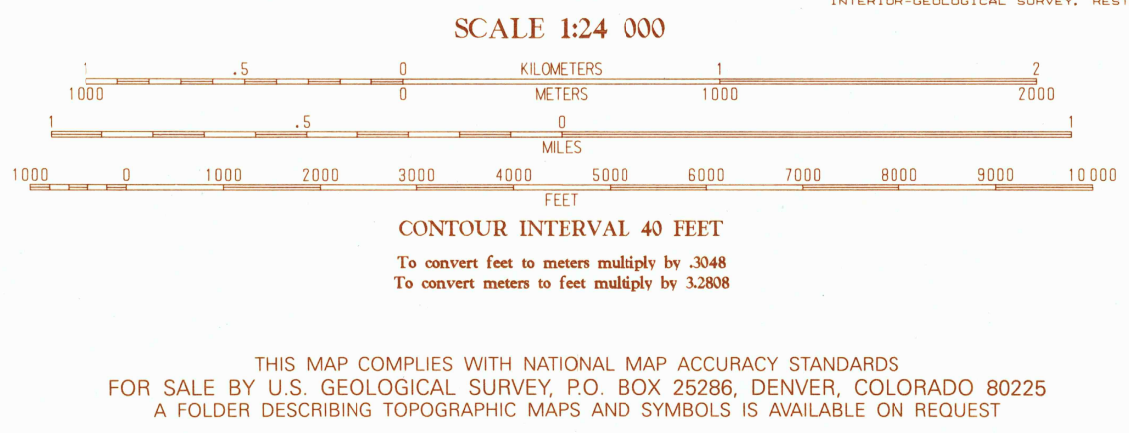 INTERIOR-GEOLOGICAL SURVEY, REST
SCALE 1:24 000
1 .5 0 KILOMETERS 1 2
1000 0 METERS 1000 2000
1 .5 0 1
MILES
1000 0 1000 2000 3000 4000 5000 6000 7000 8000 9000 10 000
FEET
CONTOUR INTERVAL 40 FEET
To convert feet to meters multiply by .3048
To convert meters to feet multiply by 3.2808
THIS MAP COMPLIES WITH NATIONAL MAP ACCURACY STANDARDS
FOR SALE BY U.S. GEOLOGICAL SURVEY, P.O. BOX 25286, DENVER, COLORADO 80225
A FOLDER DESCRIBING TOPOGRAPHIC MAPS AND SYMBOLS IS AVAILABLE ON REQUEST